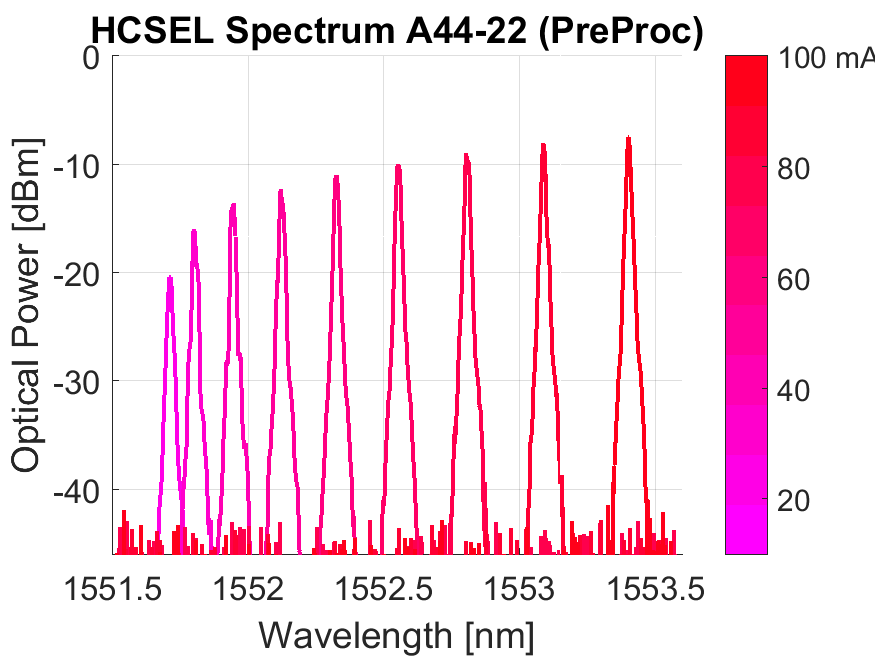 HCSEL Spectrum A44-22 (PreProc)
Optical Power [dBm]
0
-10
-20
-30
-40
1551.5 1552 1552.5 1553 1553.5
Wavelength [nm]
100 mA
80
60
40
20